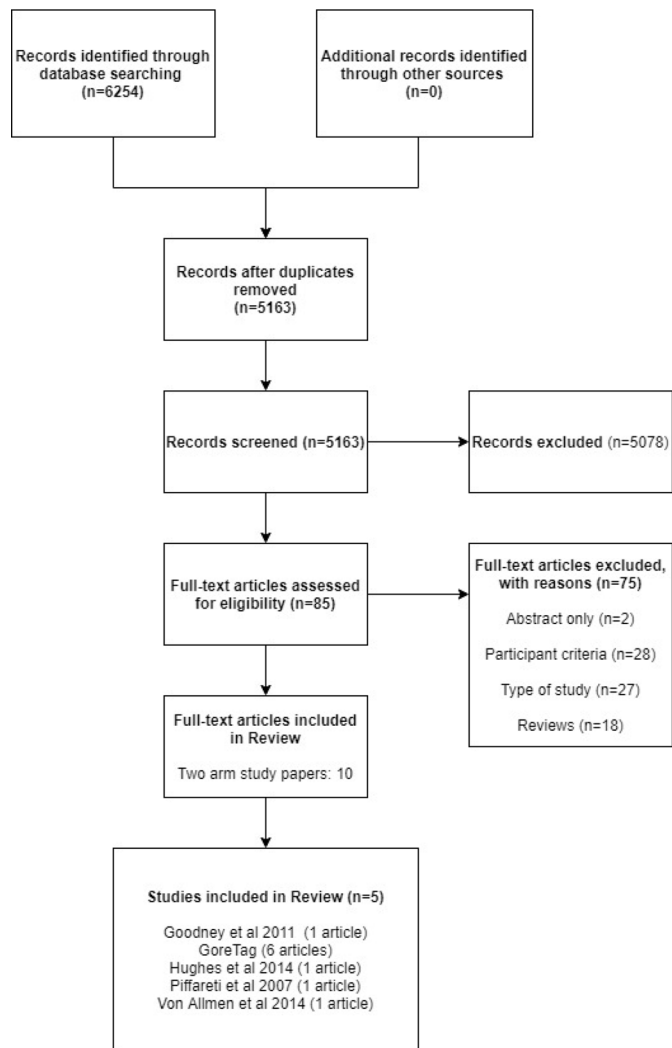 Records identified through
database searching
(n=6254)
Additional records identified
through other sources
(n=0)
Records after duplicates
removed
(n=5163)
Records screened (n=5163)
Records excluded (n=5078)
Full-text articles assessed
for eligibility (n=85)
Full-text articles excluded,
with reasons (n=75)
Abstract only (n=2)
Participant criteria (n=28)
Type of study (n=27)
Reviews (n=18)
Full-text articles included
in Review
Two arm study papers: 10
Studies included in Review (n=5)
Goodney et al 2011 (1 article)
GoreTag (6 articles)
Hughes et al 2014 (1 article)
Piffareti et al 2007 (1 article)
Von Allmen et al 2014 (1 article)